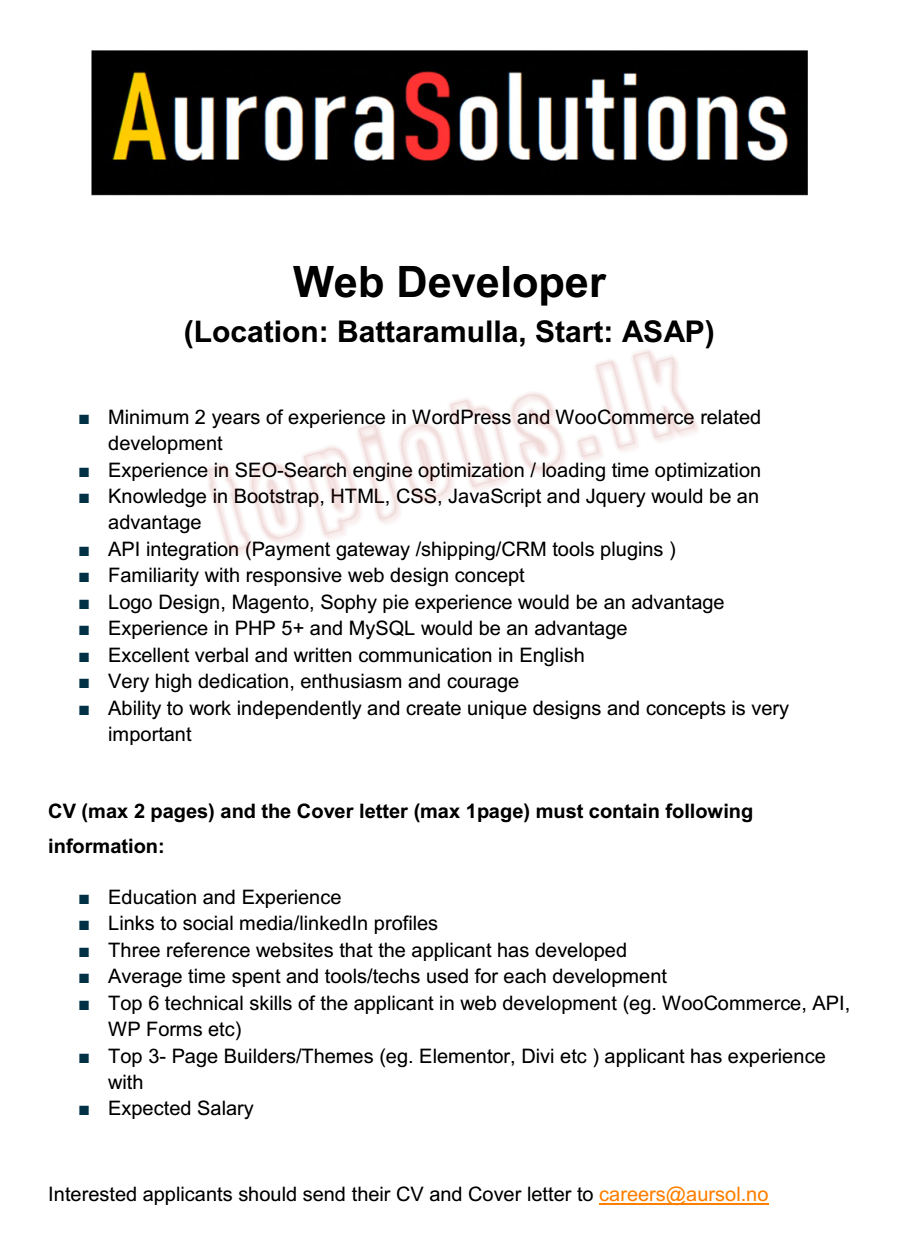 AuroraSolutions
Web Developer
(Location: Battaramulla, Start: ASAP)
topjobs.lk
■ Minimum 2 years of experience in WordPress and WooCommerce related
development
■ Experience in SEO-Search engine optimization / loading time optimization
■ Knowledge in Bootstrap, HTML, CSS, JavaScript and Jquery would be an
advantage
■ API integration (Payment gateway /shipping/CRM tools plugins )
■ Familiarity with responsive web design concept
■ Logo Design, Magento, Sophy pie experience would be an advantage
■ Experience in PHP 5+ and MySQL would be an advantage
■ Excellent verbal and written communication in English
■ Very high dedication, enthusiasm and courage
■ Ability to work independently and create unique designs and concepts is very
important
CV (max 2 pages) and the Cover letter (max 1page) must contain following
information:
■ Education and Experience
■ Links to social media/linkedIn profiles
■ Three reference websites that the applicant has developed
■ Average time spent and tools/techs used for each development
■ Top 6 technical skills of the applicant in web development (eg. WooCommerce, API,
WP Forms etc)
■ Top 3- Page Builders/Themes (eg. Elementor, Divi etc ) applicant has experience
with
■ Expected Salary
Interested applicants should send their CV and Cover letter to careers@aursol.no